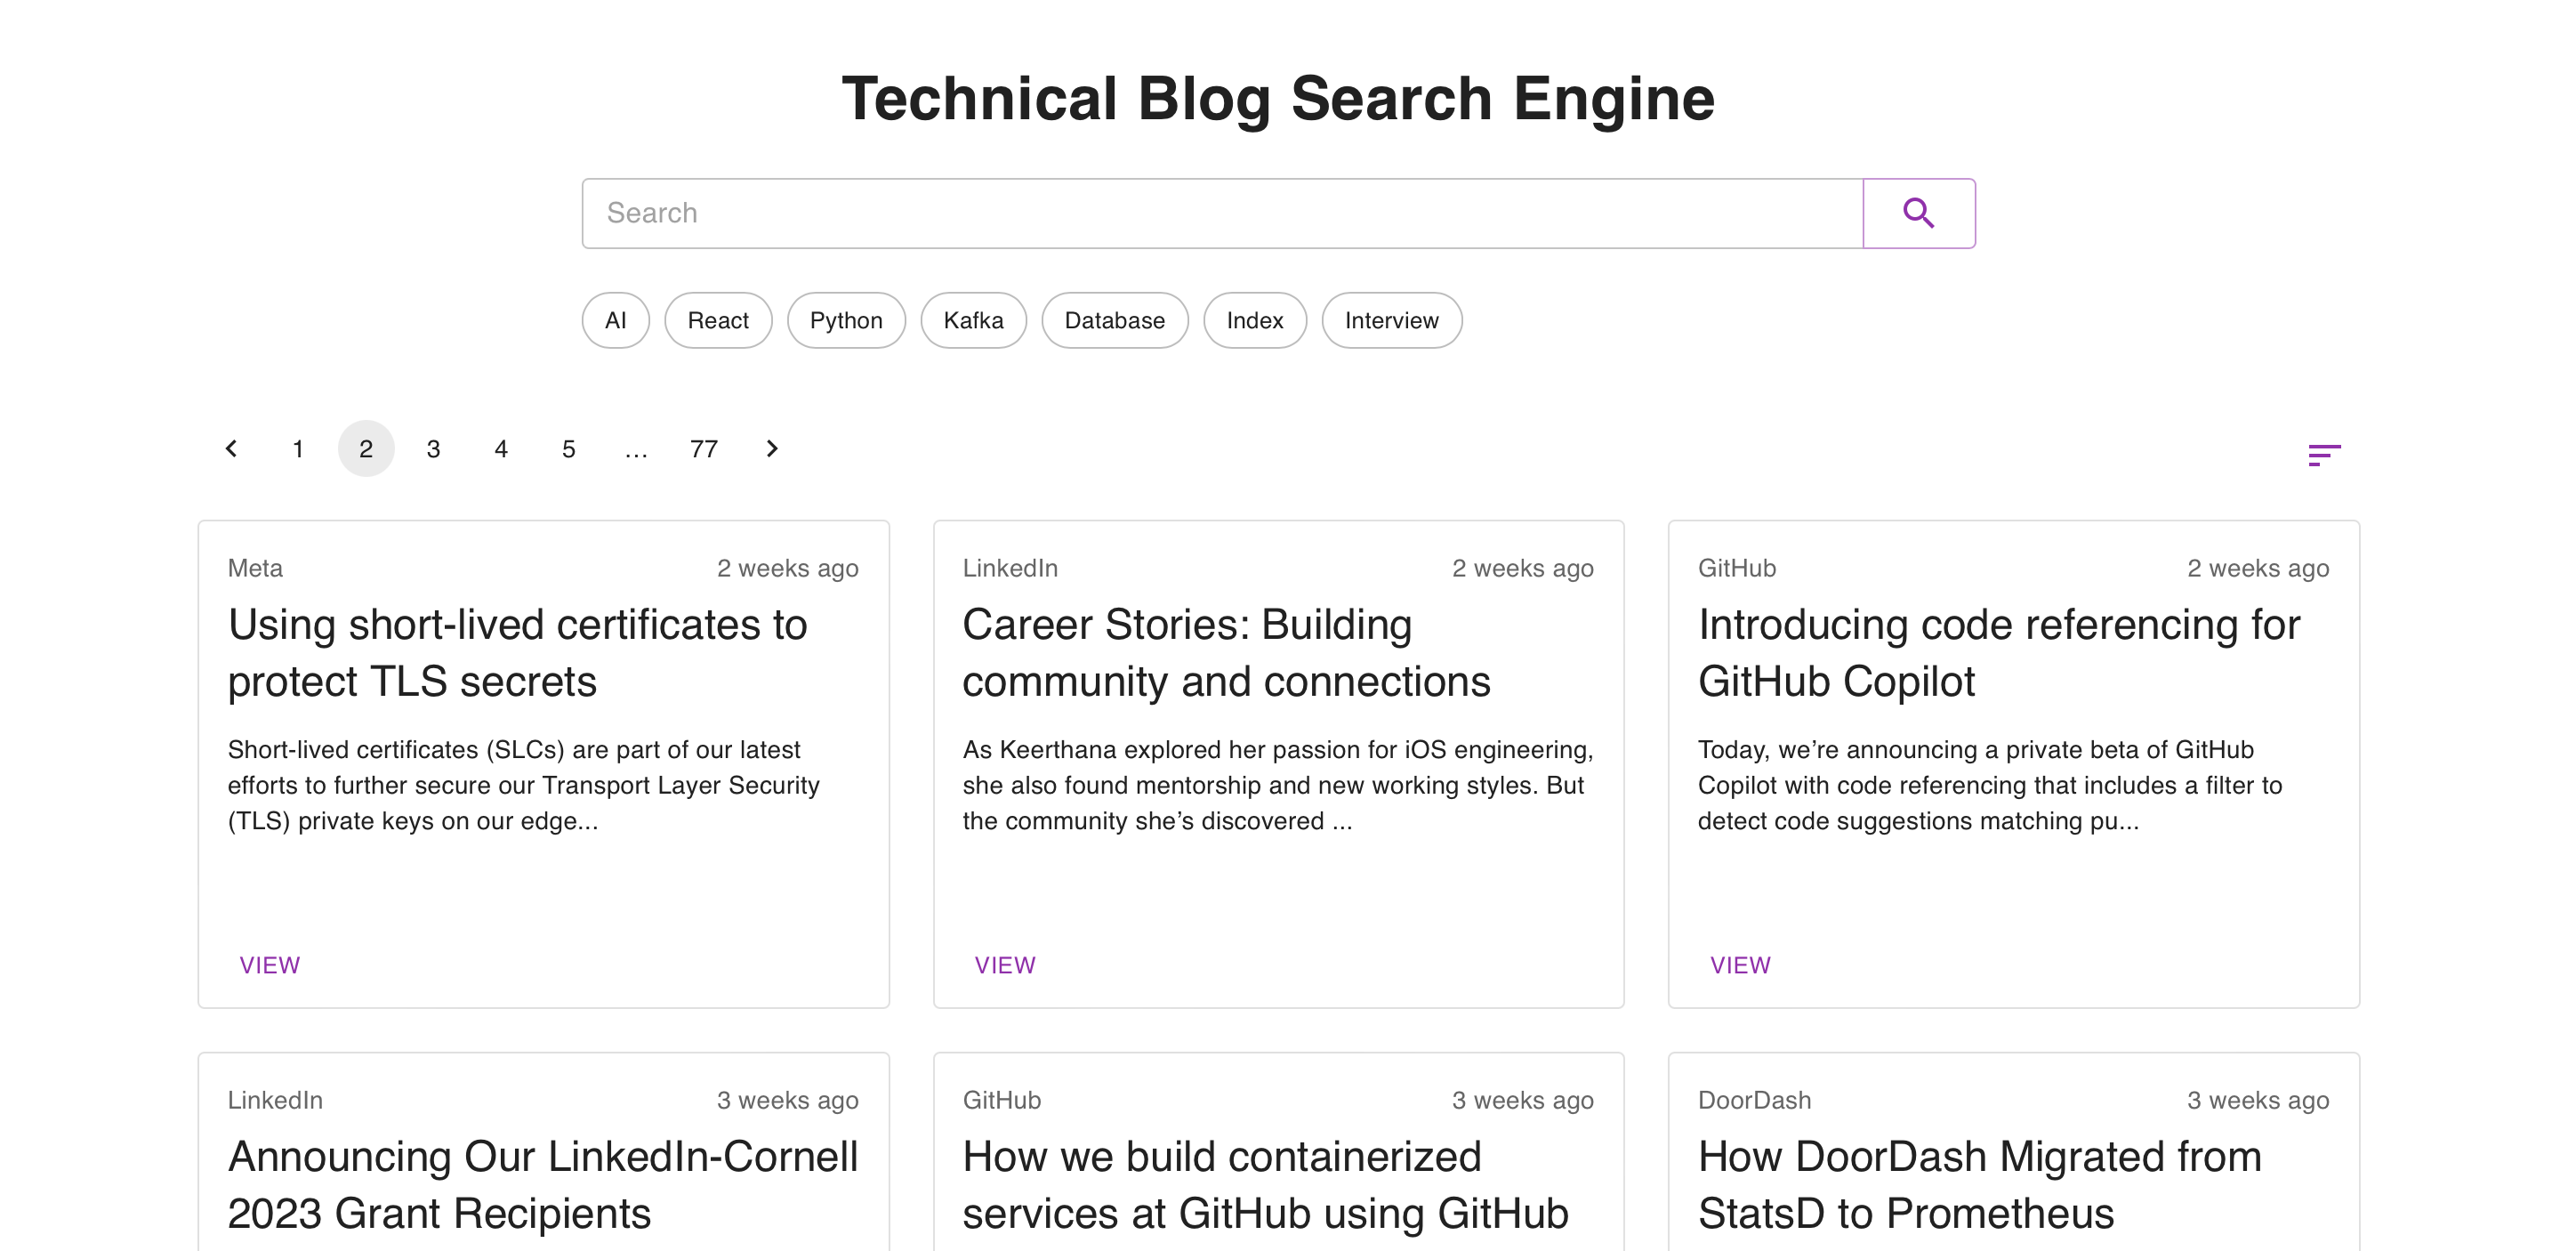 Technical Blog Search Engine
Search
AI React Python Kafka Database Index Interview
1 2 3 4 5 ... 77
Meta 2 weeks ago
Using short-lived certificates to
protect TLS secrets
Short-lived certificates (SLCs) are part of our latest
efforts to further secure our Transport Layer Security
(TLS) private keys on our edge...
VIEW
LinkedIn 2 weeks ago
Career Stories: Building
community and connections
As Keerthana explored her passion for iOS engineering,
she also found mentorship and new working styles. But
the community she’s discovered ...
VIEW
GitHub 2 weeks ago
Introducing code referencing for
GitHub Copilot
Today, we’re announcing a private beta of GitHub
Copilot with code referencing that includes a filter to
detect code suggestions matching pu...
VIEW
LinkedIn 3 weeks ago
Announcing Our LinkedIn-Cornell
2023 Grant Recipients
GitHub 3 weeks ago
How we build containerized
services at GitHub using GitHub
DoorDash 3 weeks ago
How DoorDash Migrated from
StatsD to Prometheus